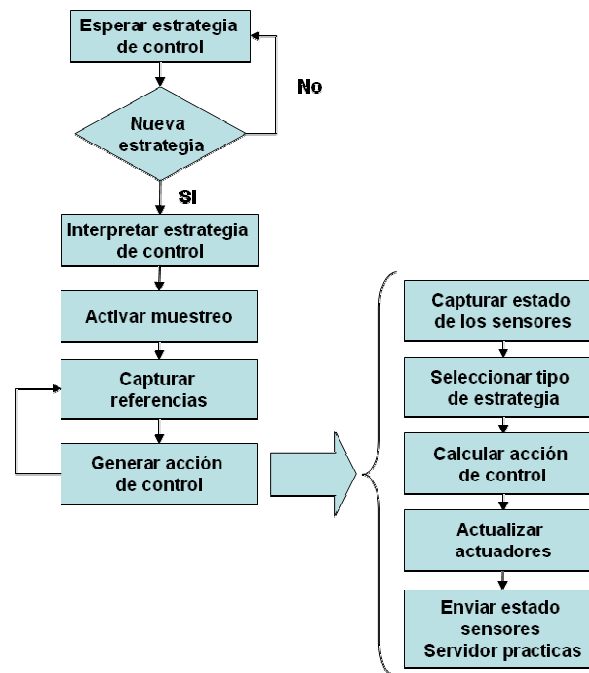 Esperar estrategia
de control
No
Nueva
estrategia
SI
Interpretar estrategia
de control
Activar muestreo
Capturar
referencias
Generar acción
de control
Capturar estado
de los sensores
Seleccionar tipo
de estrategia
Calcular acción
de control
Actualizar
actuadores
Enviar estado
sensores
Servidor practicas